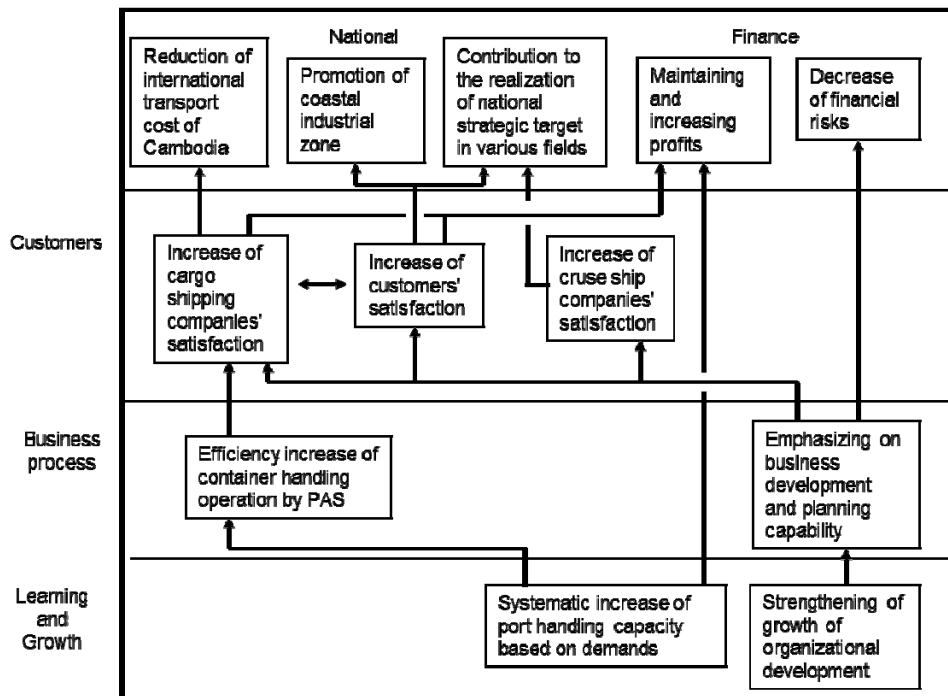 National
Finance
Reduction of
international
transport
cost of
Cambodia
Promotion of
coastal
industrial
zone
Contribution to
the realization
of national
strategic target
in various fields
Maintaining
and
increasing
profits
Decrease
of financial
risks
Customers
Increase of
cargo
shipping
companies'
satisfaction
Increase of
customers'
satisfaction
Increase of
cruse ship
companies'
satisfaction
Business
process
Efficiency increase of
container handling
operation by PAS
Emphasizing on
business
development
and planning
capability
Learning
and
Growth
Systematic increase of
port handling capacity
based on demands
Strengthening of
growth of
organizational
development